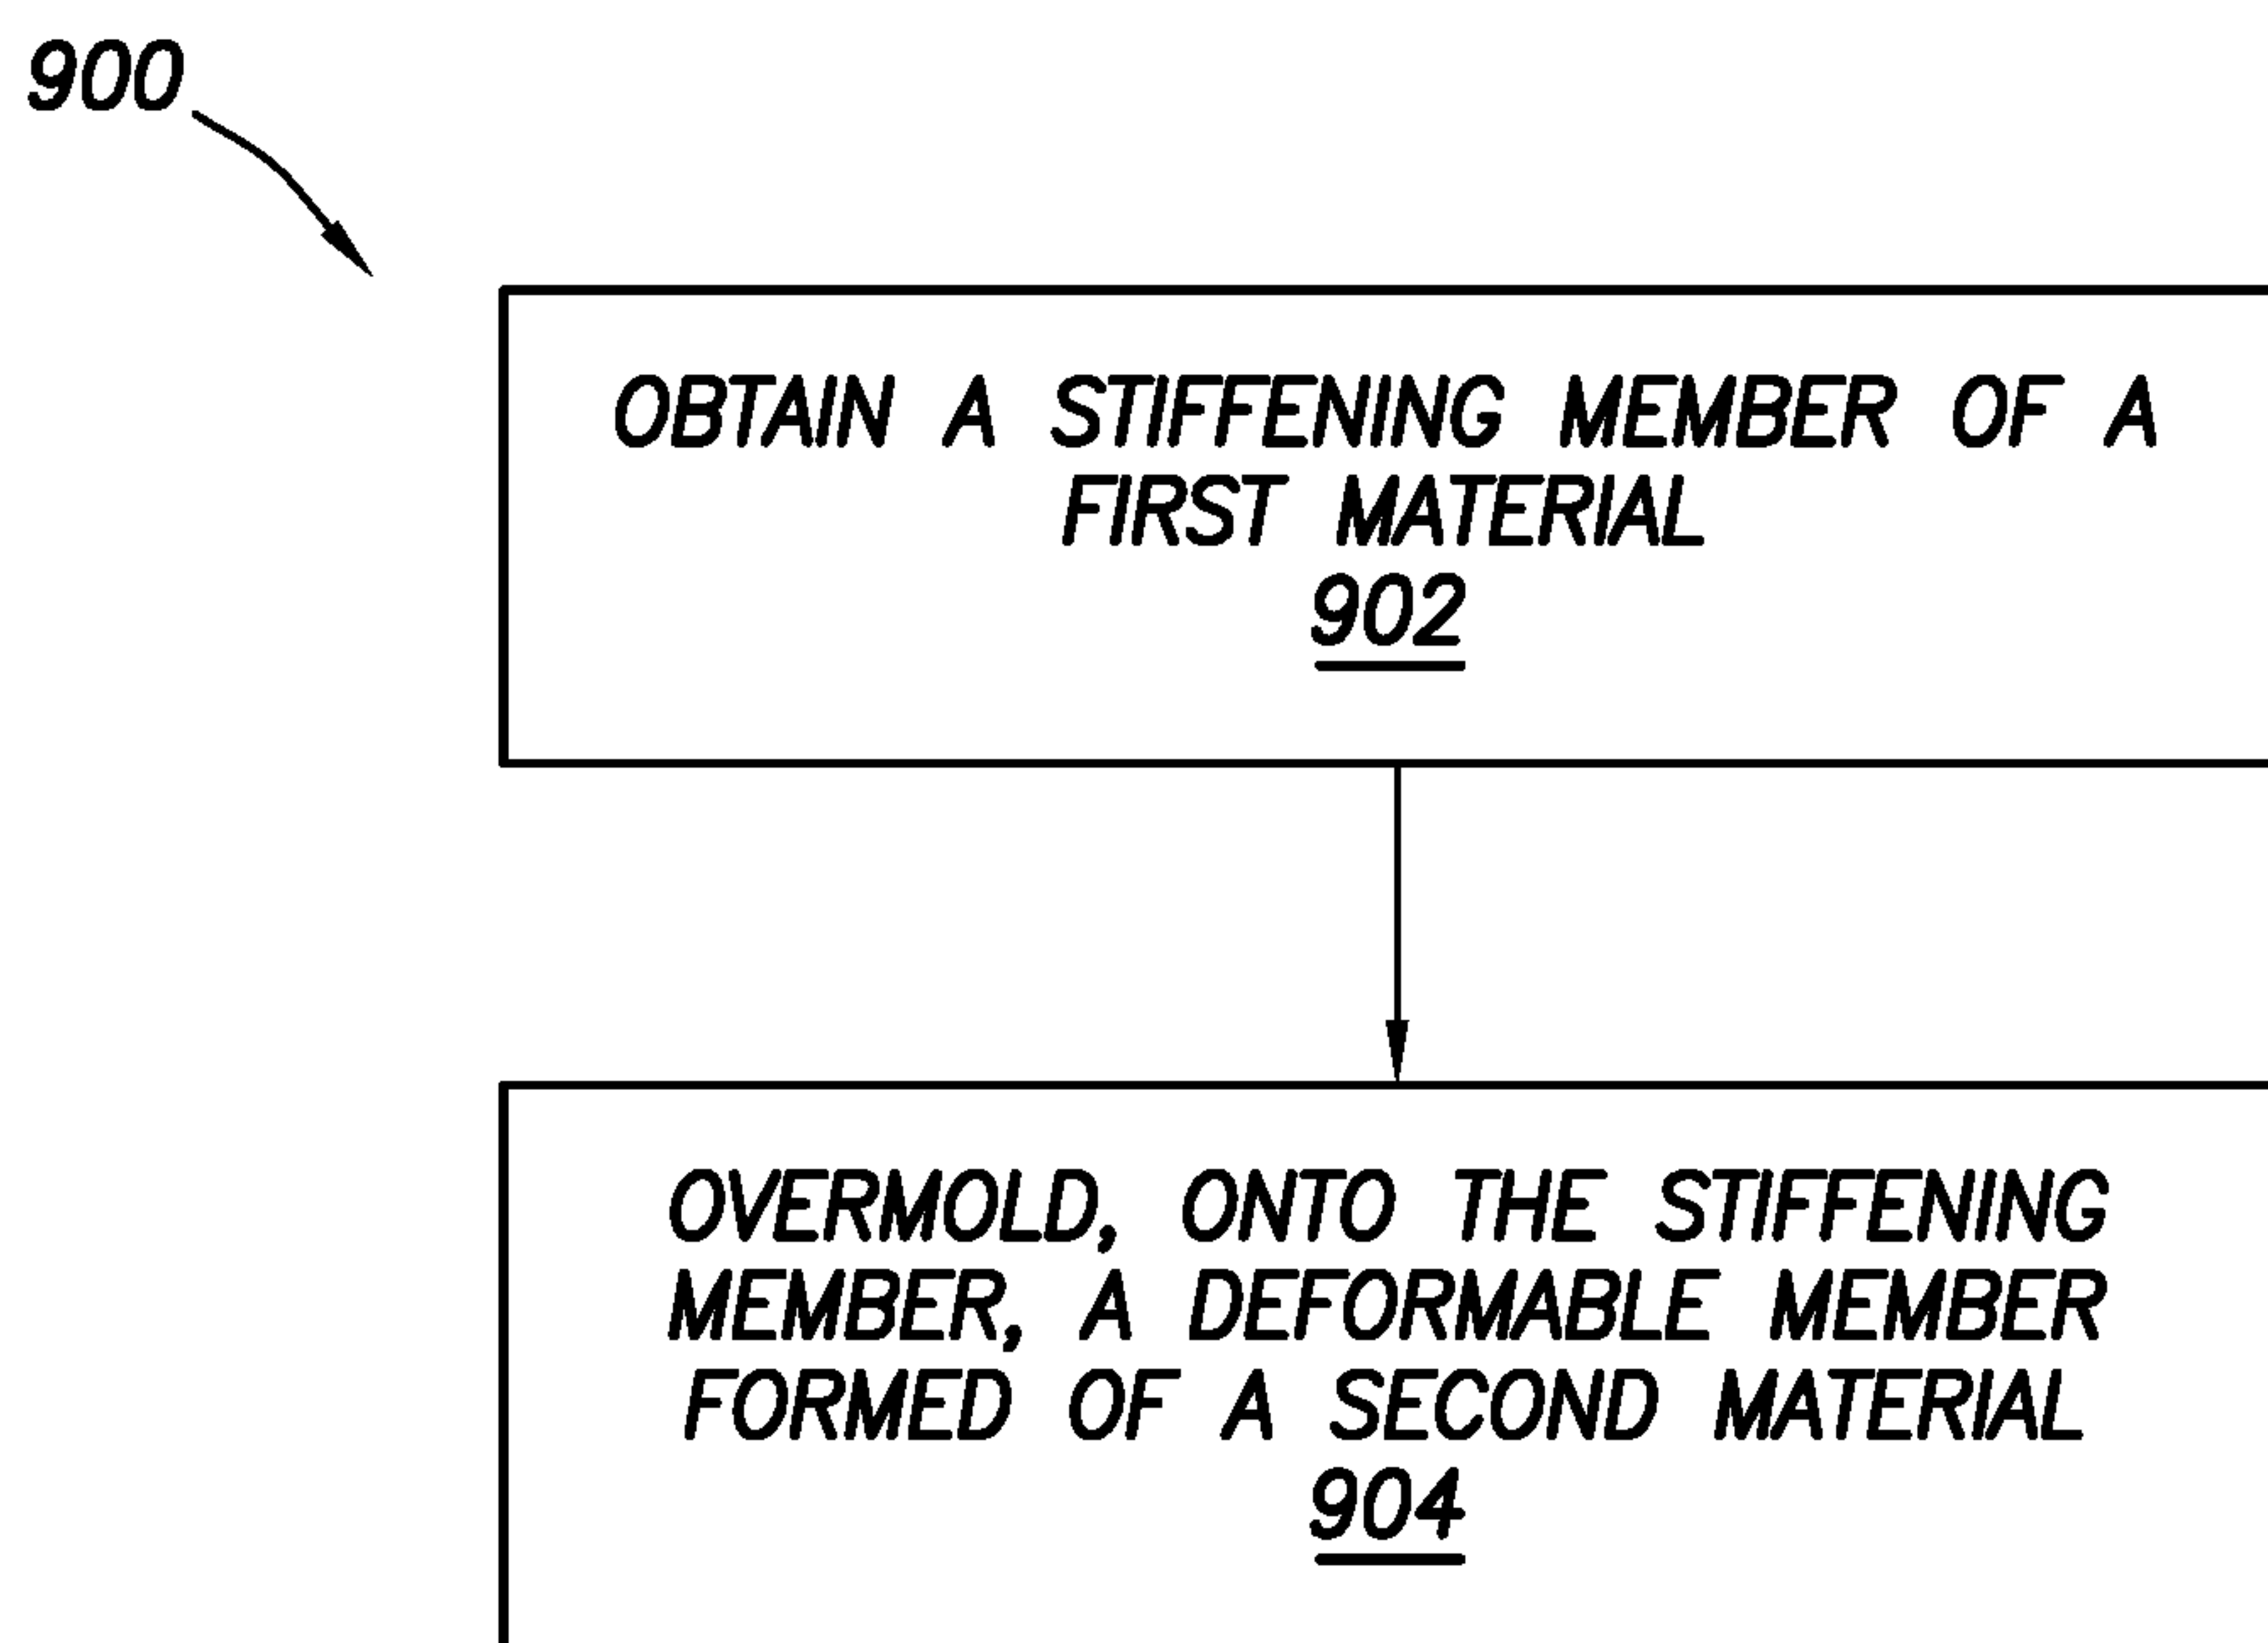 900
OBTAIN A STIFFENING MEMBER OF A
FIRST MATERIAL
902
OVERMOLD, ONTO THE STIFFENING
MEMBER, A DEFORMABLE MEMBER
FORMED OF A SECOND MATERIAL
904